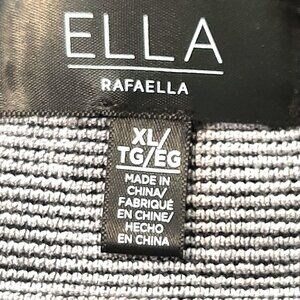 ELLA
RAFAELLA
XL/
TG/EG
MADE IN
CHINA/
FABRIQUÉ
EN CHINE/
HECHO
EN CHINA